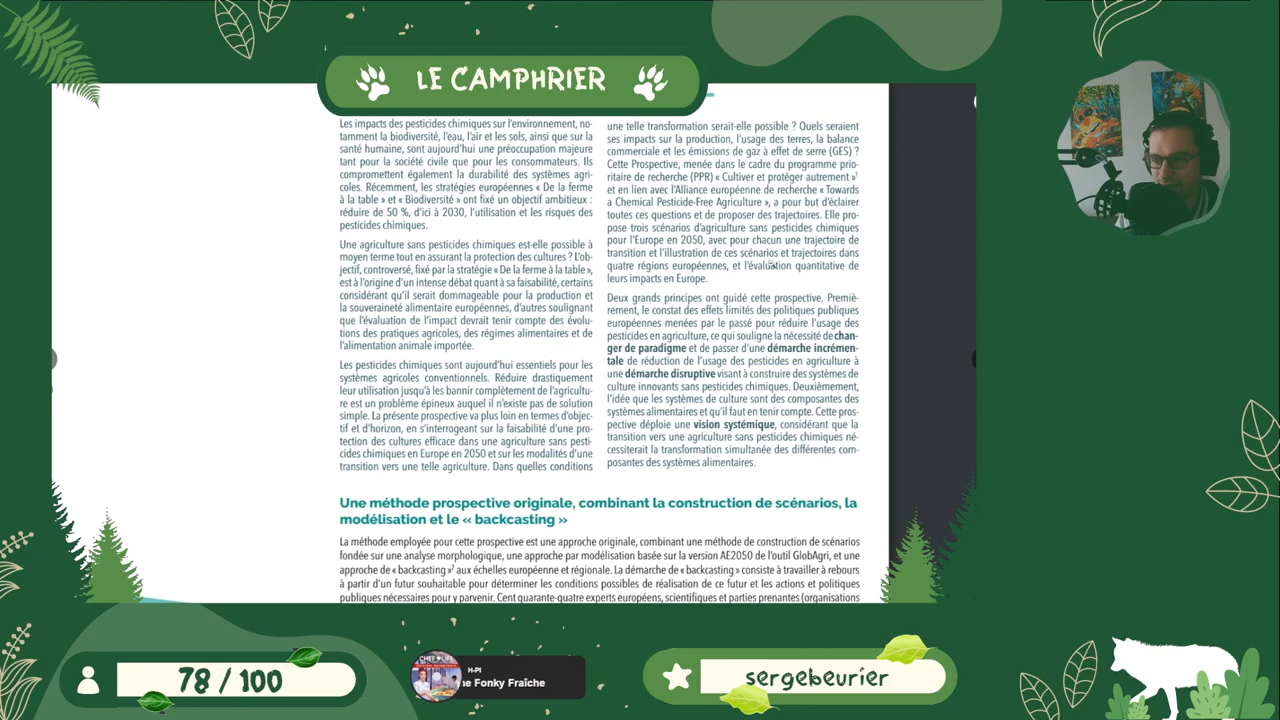 LE CAMPHRIER
Les impacts des pesticides chimiques sur l'environnement, no-
tamment la biodiversité, l'eau, l'air et les sols, ainsi que sur la
santé humaine, sont aujourd'hui une préoccupation majeure
tant pour la société civile que pour les consommateurs. Ils
compromettent également la durabilité des systèmes agri-
coles. Récemment, les stratégies européennes « De la ferme
à la table » et « Biodiversité » ont fixé un objectif ambitieux :
réduire de 50 %, d'ici à 2030, l'utilisation et les risques des
pesticides chimiques.
Une agriculture sans pesticides chimiques est-elle possible à
moyen terme tout en assurant la protection des cultures ? L'ob-
jectif, controversé, fixé par la stratégie « De la ferme à la table »,
est à l'origine d'un intense débat quant à sa faisabilité, certains
considérant qu'il serait dommageable pour la production et
la souveraineté alimentaire européennes, d'autres soulignant
que l'évaluation de l'impact devrait tenir compte des évolu-
tions des pratiques agricoles, des régimes alimentaires et de
l'alimentation animale importée.
Les pesticides chimiques sont aujourd'hui essentiels pour les
systèmes agricoles conventionnels. Réduire drastiquement
leur utilisation jusqu'à les bannir complètement de l'agricultu-
re est un problème épineux auquel il n'existe pas de solution
simple. La présente prospective va plus loin en termes d'objec-
tif et d'horizon, en s'interrogeant sur la faisabilité d'une pro-
tection des cultures efficace dans une agriculture sans pesti-
cides chimiques en Europe en 2050 et sur les modalités d'une
transition vers une telle agriculture. Dans quelles conditions
une telle transformation serait-elle possible ? Quels seraient
ses impacts sur la production, l'usage des terres, la balance
commerciale et les émissions de gaz à effet de serre (GES) ?
Cette Prospective, menée dans le cadre du programme prio-
ritaire de recherche (PPR) « Cultiver et protéger autrement »1
et en lien avec l'Alliance européenne de recherche « Towards
a Chemical Pesticide-Free Agriculture », a pour but d'éclairer
toutes ces questions et de proposer des trajectoires. Elle pro-
pose trois scénarios d'agriculture sans pesticides chimiques
pour l'Europe en 2050, avec pour chacun une trajectoire de
transition et l'illustration de ces scénarios et trajectoires dans
quatre régions européennes, et l'évaluation quantitative de
leurs impacts en Europe.
Deux grands principes ont guidé cette prospective. Premiè-
rement, le constat des effets limités des politiques publiques
européennes menées par le passé pour réduire l'usage des
pesticides en agriculture, ce qui souligne la nécessité de chan-
ger de paradigme et de passer d'une démarche incrémen-
tale de réduction de l'usage des pesticides en agriculture à
une démarche disruptive visant à construire des systèmes de
culture innovants sans pesticides chimiques. Deuxièmement,
l'idée que les systèmes de culture sont des composantes des
systèmes alimentaires et qu'il faut en tenir compte. Cette pros-
pective déploie une vision systémique, considérant que la
transition vers une agriculture sans pesticides chimiques né-
cessiterait la transformation simultanée des différentes com-
posantes des systèmes alimentaires.
Une méthode prospective originale, combinant la construction de scénarios, la
modélisation et le « backcasting »
La méthode employée pour cette prospective est une approche originale, combinant une méthode de construction de scénarios
fondée sur une analyse morphologique, une approche par modélisation basée sur la version AE2050 de l'outil GlobAgri, et une
approche de « backcasting »2 aux échelles européenne et régionale. La démarche de « backcasting » consiste à travailler à rebours
à partir d'un futur souhaitable pour déterminer les conditions possibles de réalisation de ce futur et les actions et politiques
publiques nécessaires pour y parvenir. Cent quarante-quatre experts européens, scientifiques et parties prenantes (organisations
78 / 100
CHEF LIFE
H-PI
ne Fonky Fraîche
sergebeurier